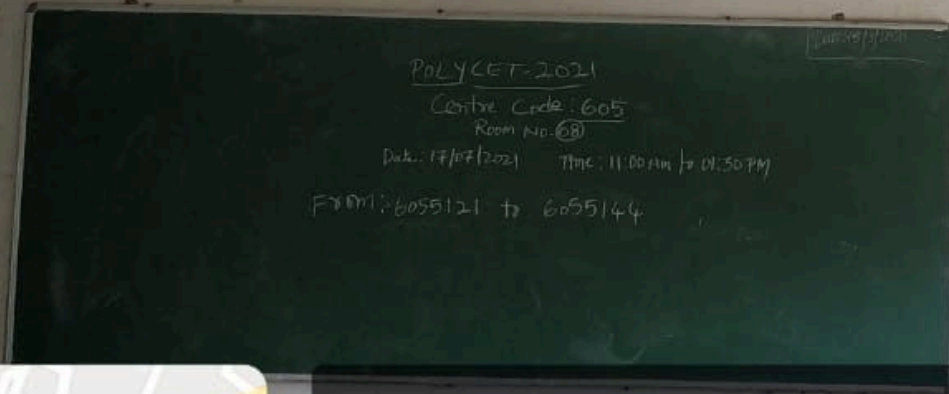 POLYCET-2021
Centre Code: 605
Room No. 68
Date: 17/07/2021 Time: 11:00 Am to 01:30 PM
From: 6055121 to 6055144